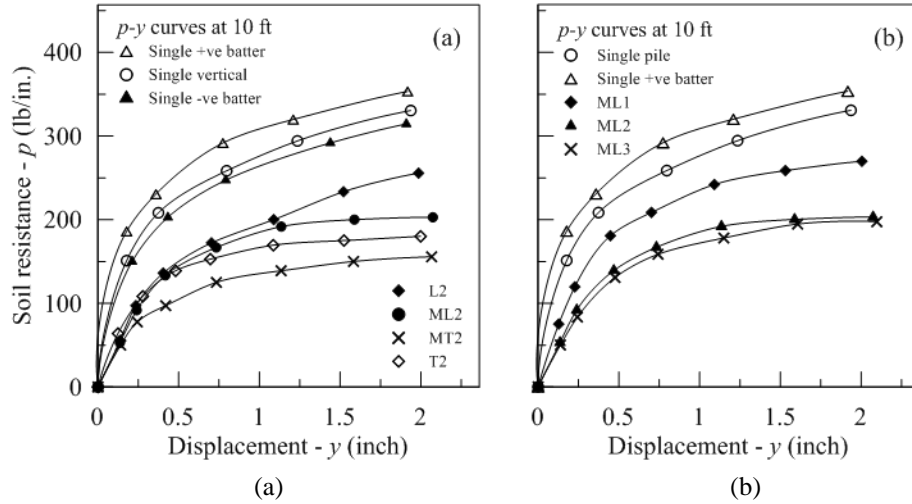 p-y curves at 10 ft
(a)
Single +ve batter
Single vertical
Single -ve batter
L2
ML2
MT2
T2
Soil resistance - p (lb/in.)
400
300
200
100
0
0 0.5 1 1.5 2
Displacement - y (inch)
(a)
p-y curves at 10 ft
(b)
Single pile
Single +ve batter
ML1
ML2
ML3
0 0.5 1 1.5 2
Displacement - y (inch)
(b)